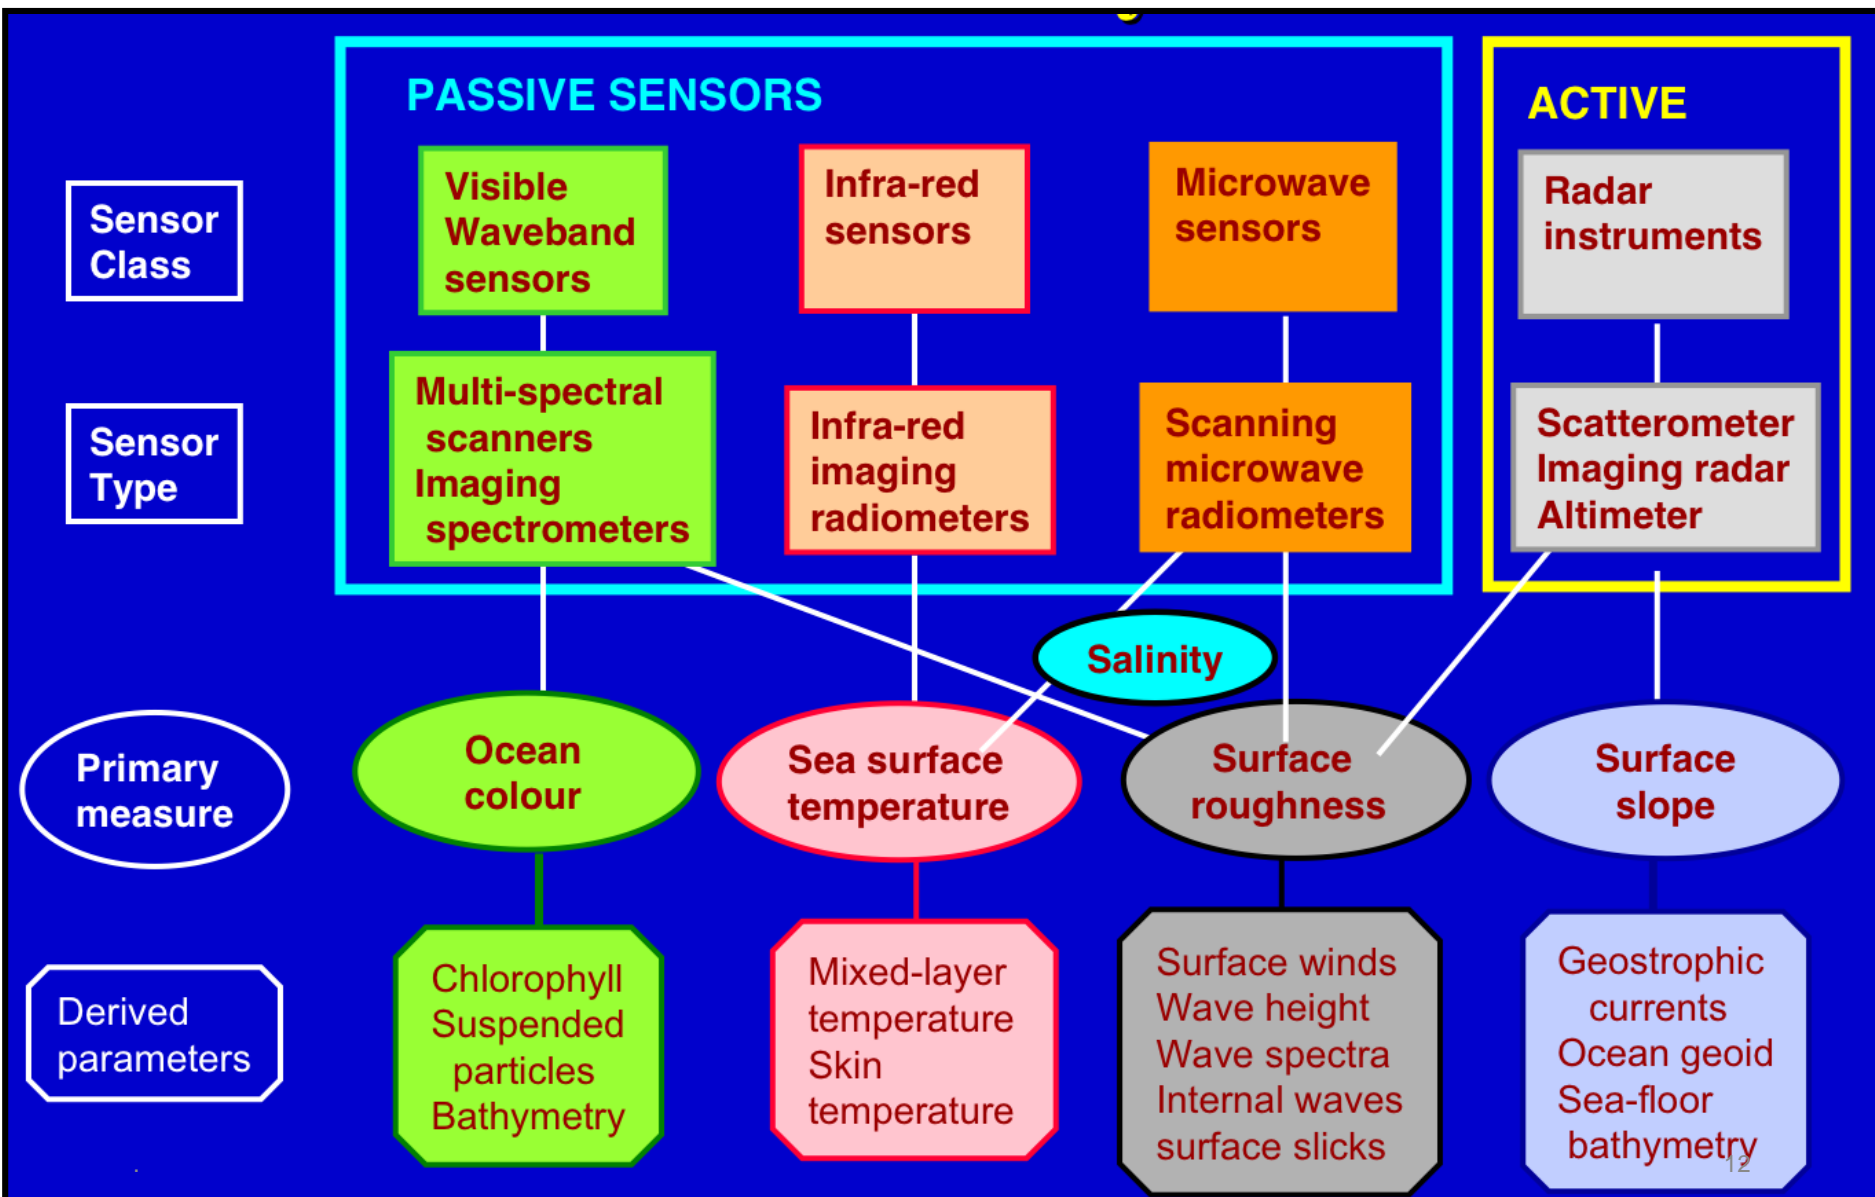 PASSIVE SENSORS
ACTIVE
Sensor
Class
Visible
Waveband
sensors
Infra-red
sensors
Microwave
sensors
Radar
instruments
Sensor
Type
Multi-spectral
scanners
Imaging
spectrometers
Infra-red
imaging
radiometers
Scanning
microwave
radiometers
Scatterometer
Imaging radar
Altimeter
Salinity
Primary
measure
Ocean
colour
Sea surface
temperature
Surface
roughness
Surface
slope
Derived
parameters
Chlorophyll
Suspended
particles
Bathymetry
Mixed-layer
temperature
Skin
temperature
Surface winds
Wave height
Wave spectra
Internal waves
surface slicks
Geostrophic
currents
Ocean geoid
Sea-floor
bathymetry
12